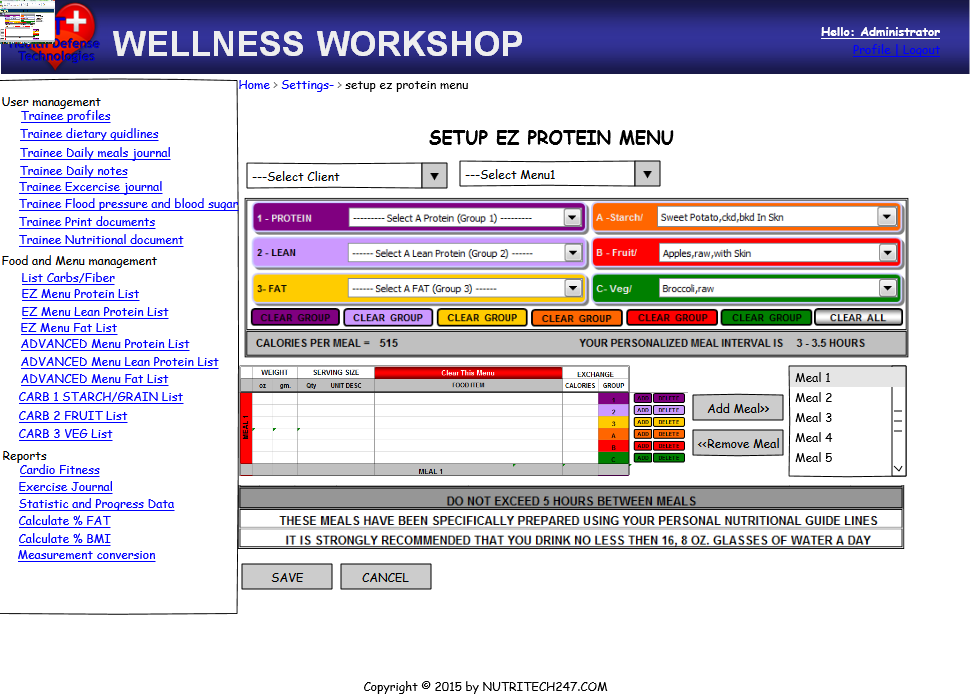 Health Defense
Technologies
WELLNESS WORKSHOP
Hello: Administrator
Profile | Logout
Home > Settings- > setup ezprotein menu
User management
Trainee profiles
Trainee dietary guidlines
Trainee Daily meals journal
Trainee Daily notes
Trainee Excercise journal
Trainee Flood pressure and blood sugar
Trainee Print documents
Trainee Nutritional document
Food and Menu management
List Carbs/Fiber
EZ Menu Protein List
EZ Menu Lean Protein List
EZ Menu Fat List
ADVANCED Menu Protein List
ADVANCED Menu Lean Protein List
ADVANCED Menu Fat List
CARB 1 STARCH/GRAIN List
CARB 2 FRUIT List
CARB 3 VEG List
Reports
Cardio Fitness
Exercise Journal
Statistic and Progress Data
Calculate % FAT
Calculate % BMI
Measurement conversion
SETUP EZ PROTEIN MENU
---Select Client
---Select Menu1
1 - PROTEIN --------- Select A Protein (Group 1) ---------
A -Starch/ Sweet Potato,ckd,bkd In Skn
2 - LEAN ------ Select A Lean Protein (Group 2) ------
B - Fruit/ Apples,raw,with Skin
3- FAT ------ Select A FAT (Group 3) ------
C- Veg/ Broccoli,raw
CLEAR GROUP CLEAR GROUP CLEAR GROUP CLEAR GROUP CLEAR GROUP CLEAR GROUP CLEAR ALL
CALORIES PER MEAL = 515 YOUR PERSONALIZED MEAL INTERVAL IS 3 - 3.5 HOURS
WEIGHT SERVING SIZE Clear This Menu EXCHANGE
oz gm. Qty UNIT DESC FOOD ITEM CALORIES GROUP
MEAL 1
1 ADD DELETE
2 ADD DELETE
3 ADD DELETE
A ADD DELETE
B ADD DELETE
C ADD DELETE
MEAL 1
Add Meal>>
<<Remove Meal
Meal 1
Meal 2
Meal 3
Meal 4
Meal 5
DO NOT EXCEED 5 HOURS BETWEEN MEALS
THESE MEALS HAVE BEEN SPECIFICALLY PREPARED USING YOUR PERSONAL NUTRITIONAL GUIDE LINES
IT IS STRONGLY RECOMMENDED THAT YOU DRINK NO LESS THEN 16, 8 OZ. GLASSES OF WATER A DAY
SAVE
CANCEL
Copyright © 2015 by NUTRITECH247.COM